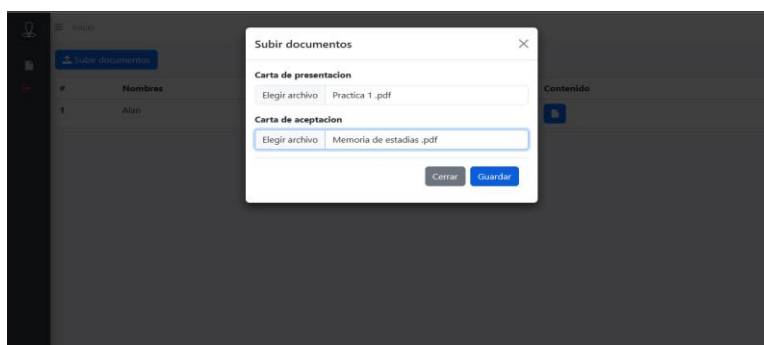 Inicio
Subir documentos
Subir documentos
Carta de presentacion
Elegir archivo Practica 1 .pdf
Carta de aceptacion
Elegir archivo Memoria de estadias .pdf
Cerrar Guardar
# Nombres Contenido
1 Alan